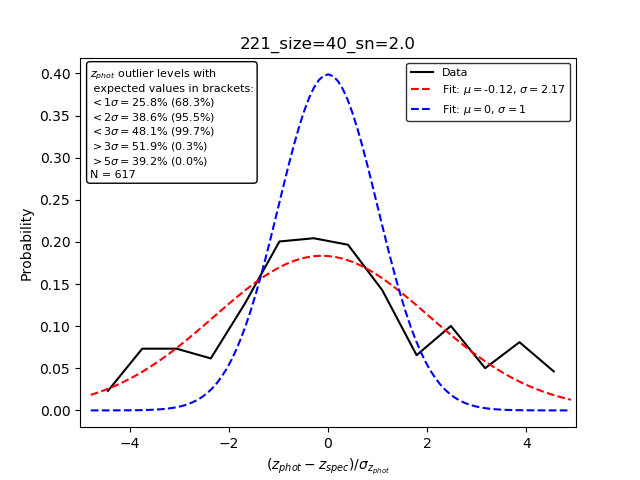 221_size=40_sn=2.0
z_phot outlier levels with
expected values in brackets:
< 1σ = 25.8% (68.3%)
< 2σ = 38.6% (95.5%)
< 3σ = 48.1% (99.7%)
> 3σ = 51.9% (0.3%)
> 5σ = 39.2% (0.0%)
N = 617
Data
Fit: μ = -0.12, σ = 2.17
Fit: μ = 0, σ = 1
0.40
0.35
0.30
0.25
0.20
0.15
0.10
0.05
0.00
Probability
−4 −2 0 2 4
(z_phot − z_spec)/σ_z_phot